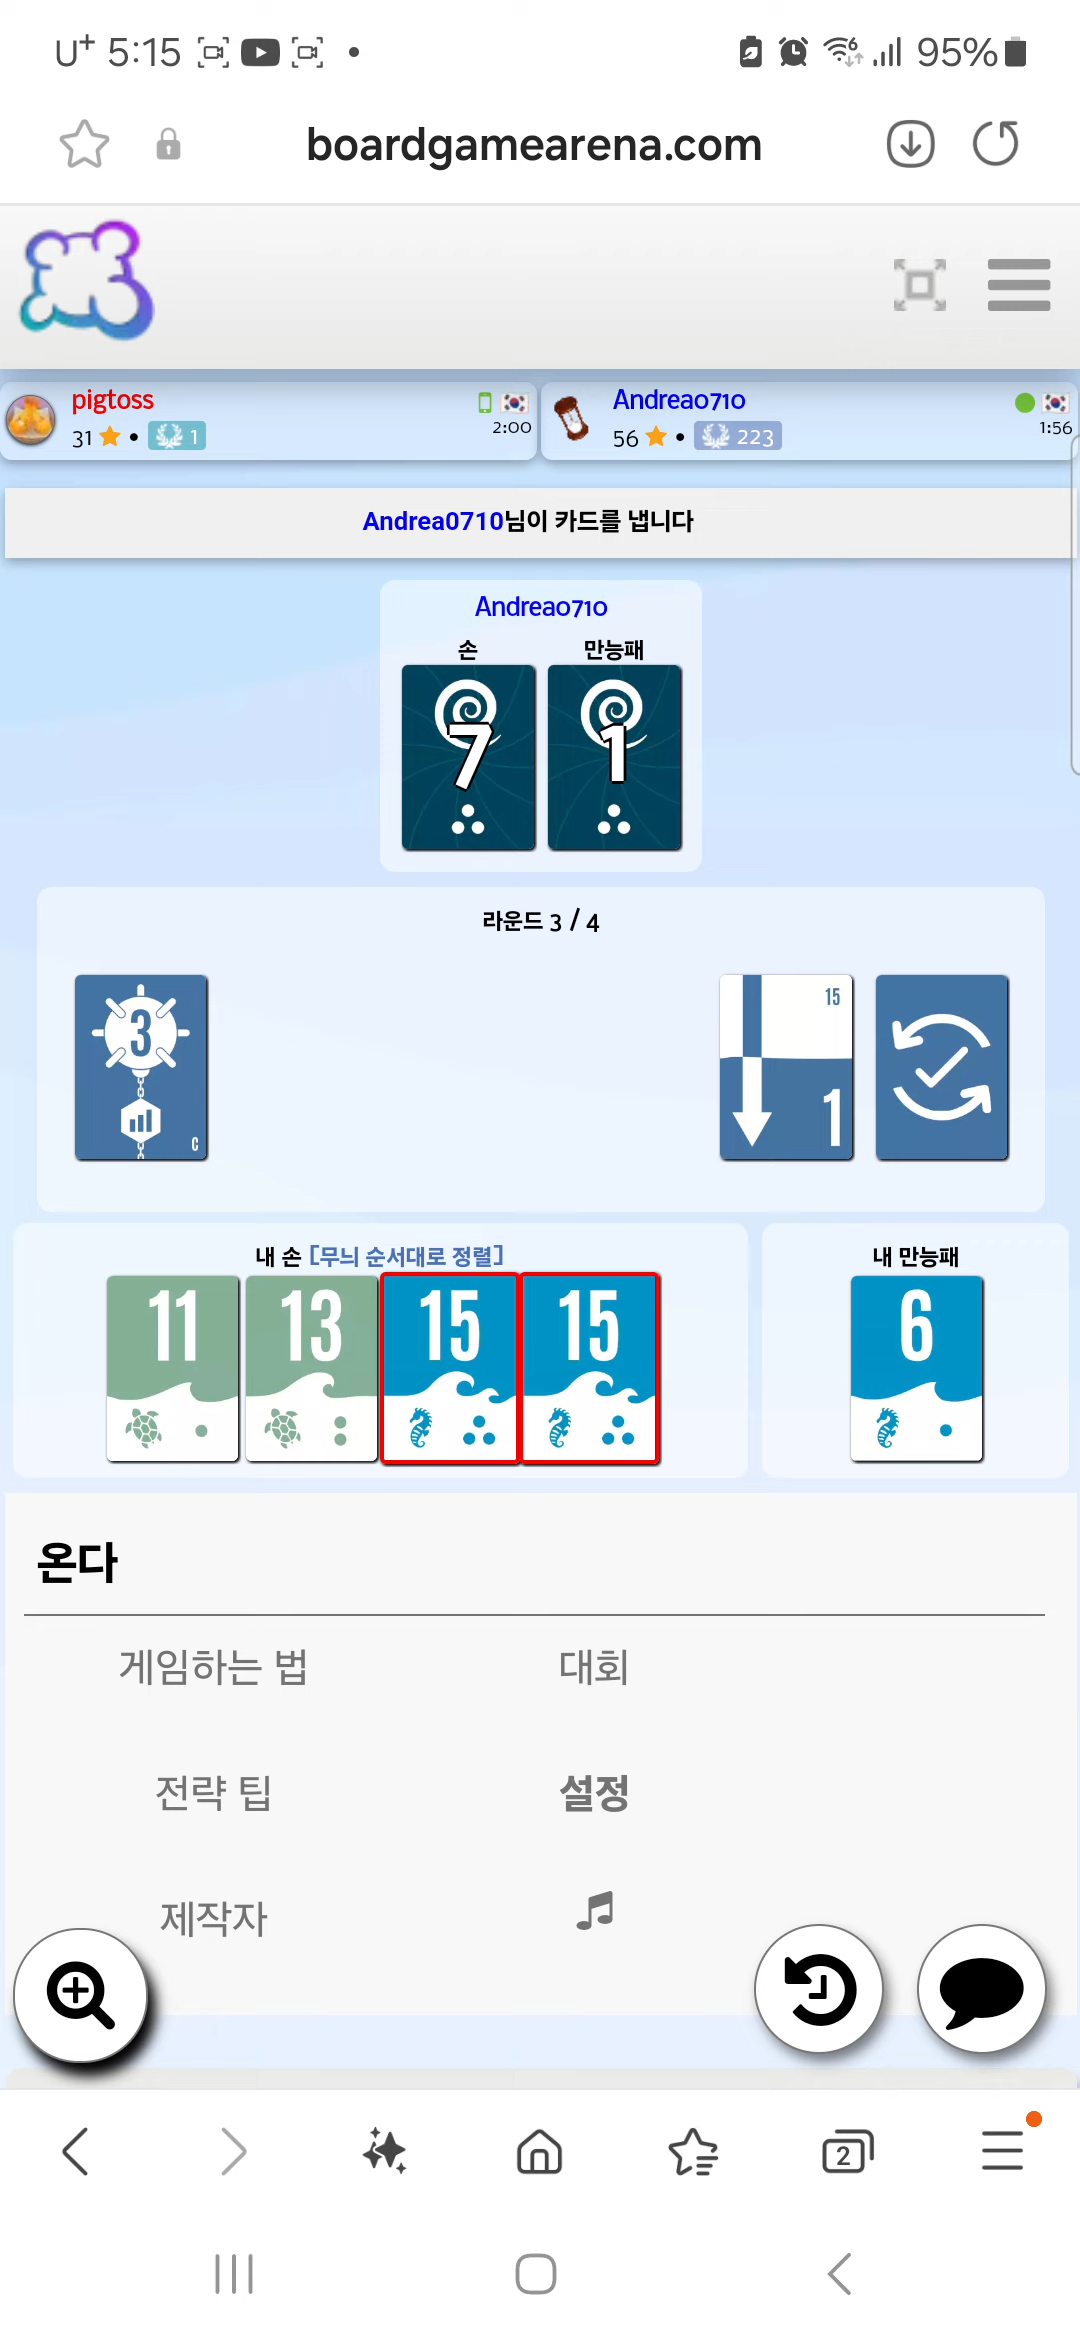 U+ 5:15 95%
boardgamearena.com
pigtoss
31 • 1
2:00
Andrea0710
56 • 223
1:56
Andrea0710님이 카드를 냅니다
Andrea0710
손 만능패
7 1
라운드 3 / 4
3
C
15
1
내 손 [무늬 순서대로 정렬]
11 13 15 15
내 만능패
6
온다
게임하는 법 대회
전략 팁 설정
제작자
2